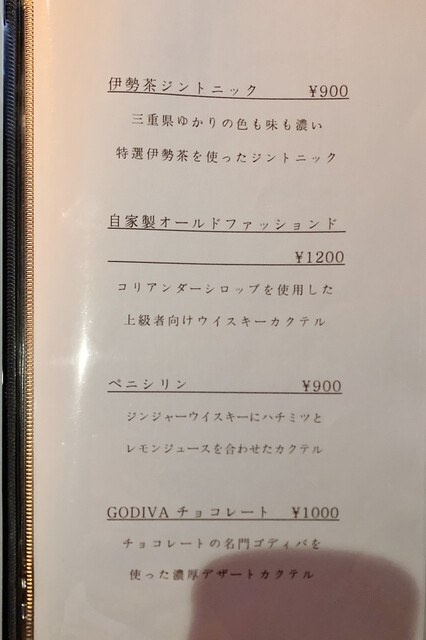 伊勢茶ジントニック ¥900
三重県ゆかりの色も味も濃い
特選伊勢茶を使ったジントニック
自家製オールドファッションド
¥1200
コリアンダーシロップを使用した
上級者向けウイスキーカクテル
ペニシリン ¥900
ジンジャーウイスキーにハチミツと
レモンジュースを合わせたカクテル
GODIVA チョコレート ¥1000
チョコレートの名門ゴディバを
使った濃厚デザートカクテル